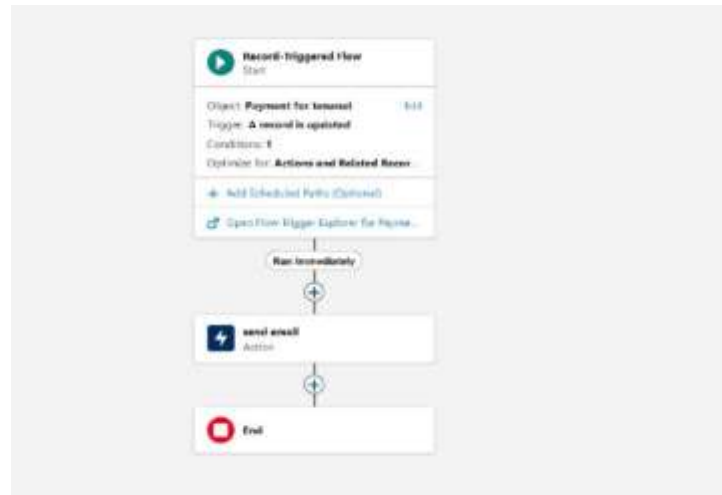 Record-Triggered Flow
Start
Object: Payment for tenenat Edit
Trigger: A record is updated
Conditions: 1
Optimize for: Actions and Related Recor...
+ Add Scheduled Paths (Optional)
Open Flow Trigger Explorer for Payme...
Run Immediately
send email
Action
End